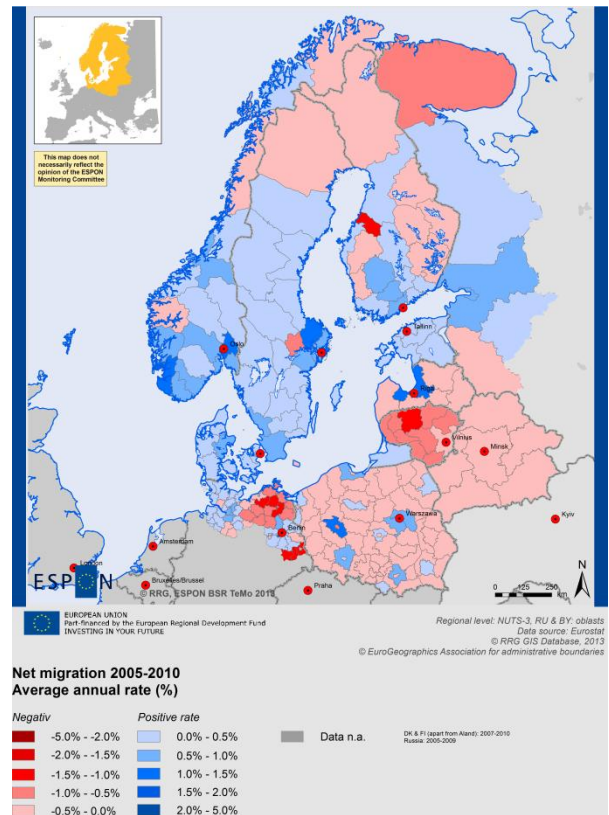 This map does not
necessarily reflect the
opinion of the ESPON
Monitoring Committee
Oslo
Tallinn
Riga
Vilnius
Minsk
Warszawa
Kyiv
Berlin
Amsterdam
London
Bruxelles/Brussel
Praha
ESPON
© RRG, ESPON BSR TeMo 2013
0 125 250
km
N
EUROPEAN UNION
Part-financed by the European Regional Development Fund
INVESTING IN YOUR FUTURE
Regional level: NUTS-3, RU & BY: oblasts
Data source: Eurostat
© RRG GIS Database, 2013
© EuroGeographics Association for administrative boundaries
Net migration 2005-2010
Average annual rate (%)
Negativ Positive rate
-5.0% - -2.0% 0.0% - 0.5% Data n.a. DK & FI (apart from Aland): 2007-2010
Russia: 2005-2009
-2.0% - -1.5% 0.5% - 1.0%
-1.5% - -1.0% 1.0% - 1.5%
-1.0% - -0.5% 1.5% - 2.0%
-0.5% - 0.0% 2.0% - 5.0%